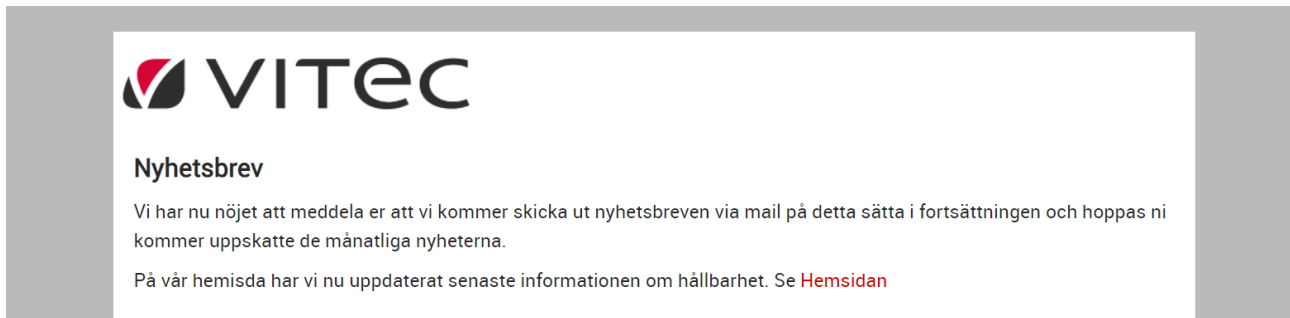 VITEC
Nyhetsbrev
Vi har nu nöjet att meddela er att vi kommer skicka ut nyhetsbreven via mail på detta sätta i fortsättningen och hoppas ni
kommer uppskatte de månatliga nyheterna.
På vår hemisda har vi nu uppdaterat senaste informationen om hållbarhet. Se Hemsidan